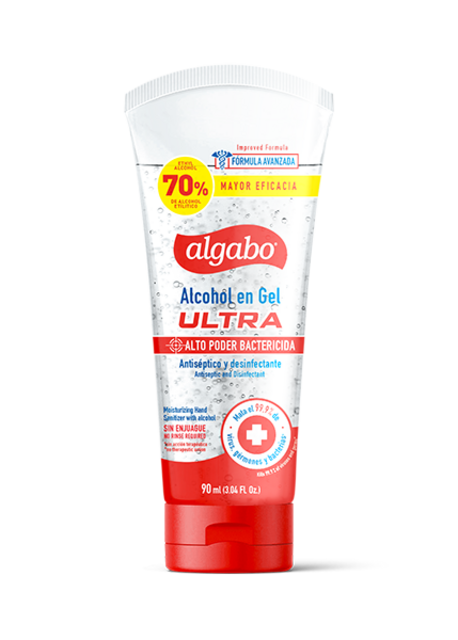 Improved Formula
FORMULA AVANZADA
ETHYL
ALCOHOL
70%
DE ALCOHOL
ETILÍTICO
MAYOR EFICACIA
algabo®
Alcohol en Gel
ULTRA
ALTO PODER BACTERICIDA
Antiséptico y desinfectante
Antiseptic and Disinfectant
Moisturizing Hand
Sanitizer with alcohol
SIN ENJUAGUE
NO RINSE REQUIRED
Mata el 99,9% de
virus, gérmenes y bacterias
90 ml (3.04 FL Oz.)